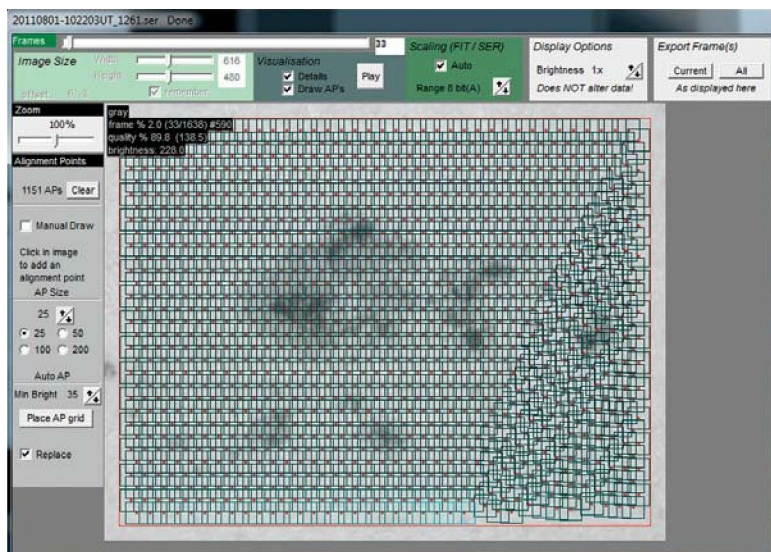 20110801-102203UT_1261.ser Done
Frames 33
Image Size
Width 616
Height 480
remember
Visualisation
Details
Draw AP's
Play
Scaling (FIT / SER)
Auto
Range 8 bit(A)
Display Options
Brightness 1x
Does NOT alter data!
Export Frame(s)
Current All
As displayed here
Zoom
100%
Alignment Points
1151 APs Clear
Manual Draw
Click in image
to add an
alignment point
AP Size
25
25 50
100 200
Auto AP
Min Bright 35
Place AP grid
Replace
gray
frame % 2.0 (33/1638) #590
quality % 89.8 (138.5)
brightness: 228.0